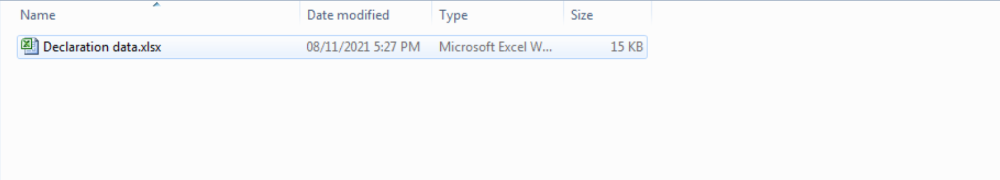 Name Date modified Type Size
Declaration data.xlsx 08/11/2021 5:27 PM Microsoft Excel W... 15 KB